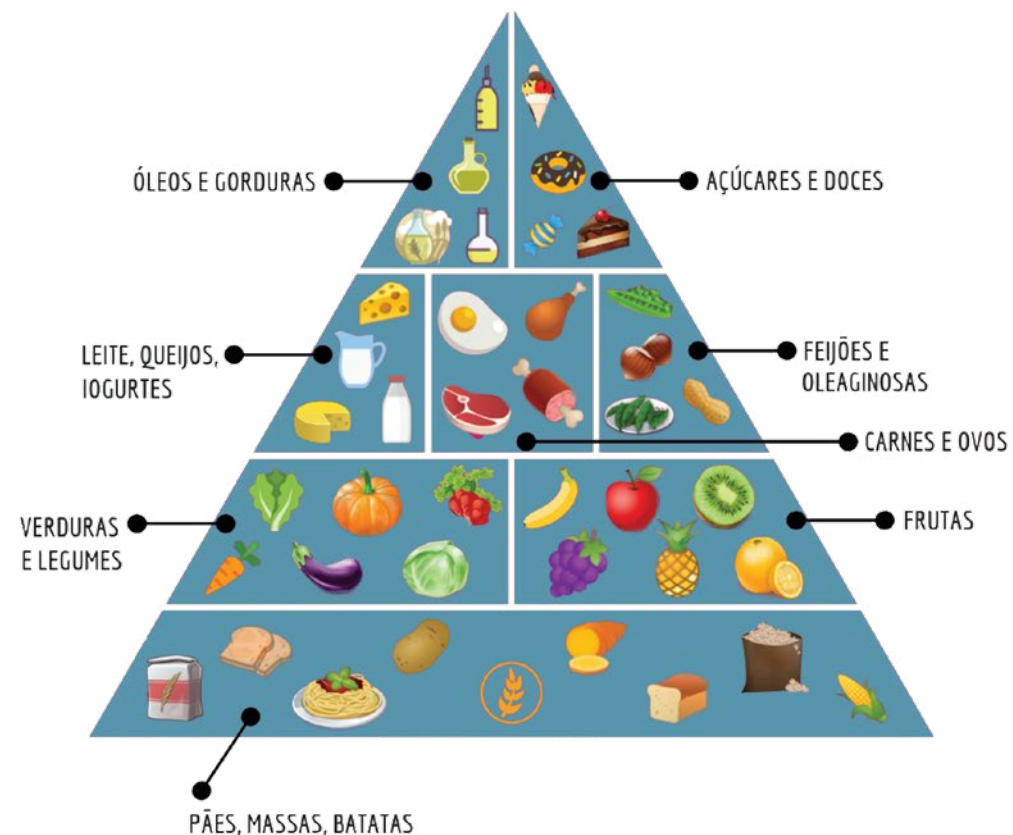 ÓLEOS E GORDURAS
AÇÚCARES E DOCES
LEITE, QUEIJOS,
IOGURTES
FEIJÕES E
OLEAGINOSAS
CARNES E OVOS
VERDURAS
E LEGUMES
FRUTAS
PÃES, MASSAS, BATATAS